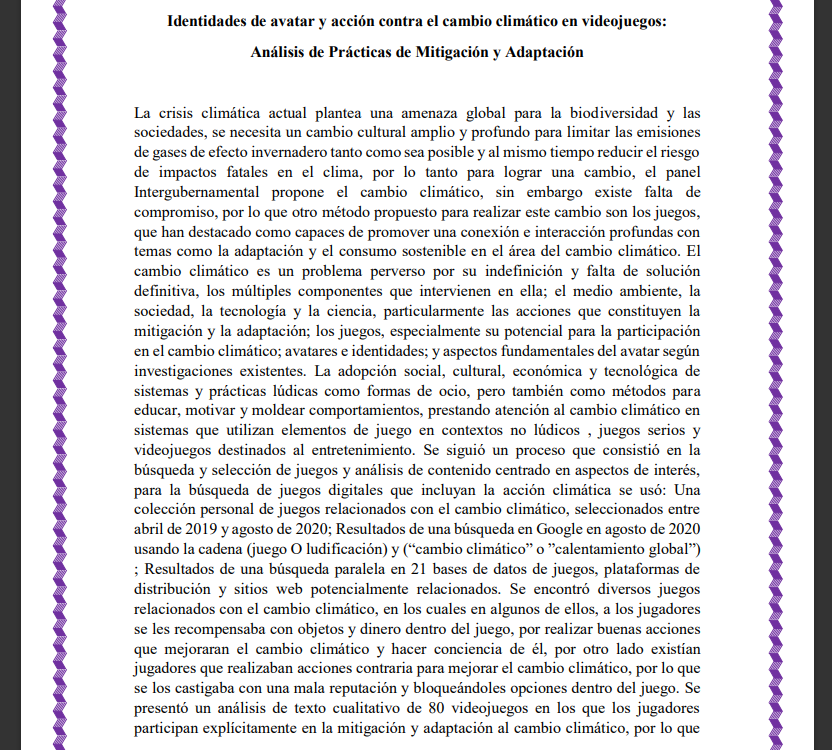 Identidades de avatar y acción contra el cambio climático en videojuegos:
Análisis de Prácticas de Mitigación y Adaptación
La crisis climática actual plantea una amenaza global para la biodiversidad y las
sociedades, se necesita un cambio cultural amplio y profundo para limitar las emisiones
de gases de efecto invernadero tanto como sea posible y al mismo tiempo reducir el riesgo
de impactos fatales en el clima, por lo tanto para lograr una cambio, el panel
Intergubernamental propone el cambio climático, sin embargo existe falta de
compromiso, por lo que otro método propuesto para realizar este cambio son los juegos,
que han destacado como capaces de promover una conexión e interacción profundas con
temas como la adaptación y el consumo sostenible en el área del cambio climático. El
cambio climático es un problema perverso por su indefinición y falta de solución
definitiva, los múltiples componentes que intervienen en ella; el medio ambiente, la
sociedad, la tecnología y la ciencia, particularmente las acciones que constituyen la
mitigación y la adaptación; los juegos, especialmente su potencial para la participación
en el cambio climático; avatares e identidades; y aspectos fundamentales del avatar según
investigaciones existentes. La adopción social, cultural, económica y tecnológica de
sistemas y prácticas lúdicas como formas de ocio, pero también como métodos para
educar, motivar y moldear comportamientos, prestando atención al cambio climático en
sistemas que utilizan elementos de juego en contextos no lúdicos , juegos serios y
videojuegos destinados al entretenimiento. Se siguió un proceso que consistió en la
búsqueda y selección de juegos y análisis de contenido centrado en aspectos de interés,
para la búsqueda de juegos digitales que incluyan la acción climática se usó: Una
colección personal de juegos relacionados con el cambio climático, seleccionados entre
abril de 2019 y agosto de 2020; Resultados de una búsqueda en Google en agosto de 2020
usando la cadena (juego O ludificación) y (“cambio climático” o ”calentamiento global”)
; Resultados de una búsqueda paralela en 21 bases de datos de juegos, plataformas de
distribución y sitios web potencialmente relacionados. Se encontró diversos juegos
relacionados con el cambio climático, en los cuales en algunos de ellos, a los jugadores
se les recompensaba con objetos y dinero dentro del juego, por realizar buenas acciones
que mejoraran el cambio climático y hacer conciencia de él, por otro lado existían
jugadores que realizaban acciones contraria para mejorar el cambio climático, por lo que
se los castigaba con una mala reputación y bloqueándoles opciones dentro del juego. Se
presentó un análisis de texto cualitativo de 80 videojuegos en los que los jugadores
participan explícitamente en la mitigación y adaptación al cambio climático, por lo que